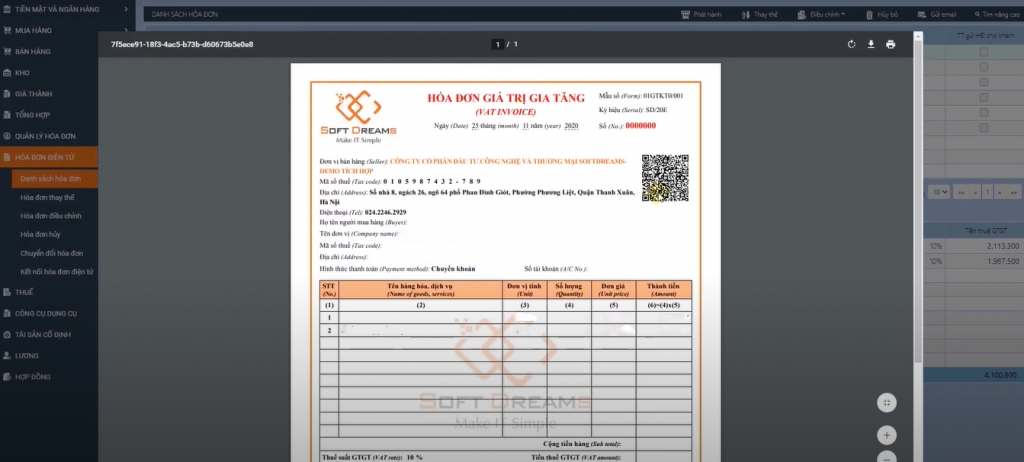 TIỀN MẶT VÀ NGÂN HÀNG
MUA HÀNG
BÁN HÀNG
KHO
GIÁ THÀNH
TỔNG HỢP
QUẢN LÝ HÓA ĐƠN
HÓA ĐƠN ĐIỆN TỬ
Danh sách hóa đơn
Hóa đơn thay thế
Hóa đơn điều chỉnh
Hóa đơn hủy
Chuyển đổi hóa đơn
Kết nối hóa đơn điện tử
THUẾ
CÔNG CỤ DỤNG CỤ
TÀI SẢN CỐ ĐỊNH
LƯƠNG
HỢP ĐỒNG
DANH SÁCH HÓA ĐƠN
Phát hành Thay thế Điều chỉnh Hủy bỏ Gửi email Tìm nâng cao
7f5ece91-18f3-4ac5-b73b-d60673b5e0e8
1 / 1
TT gửi HĐ cho khách
SOFT DREAMS
Make IT Simple
HÓA ĐƠN GIÁ TRỊ GIA TĂNG
(VAT INVOICE)
Ngày (Date) 25 tháng (month) 11 năm (year) 2020
Mẫu số (Form): 01GTKT0/001
Ký hiệu (Serial): SD/20E
Số (No.): 0000000
Đơn vị bán hàng (Seller): CÔNG TY CỔ PHẦN ĐẦU TƯ CÔNG NGHỆ VÀ THƯƠNG MẠI SOFTDREAMS-
DEMO TÍCH HỢP
Mã số thuế (Tax code): 0 1 0 5 9 8 7 4 3 2 - 7 8 9
Địa chỉ (Address): Số nhà 8, ngách 26, ngõ 64 phố Phan Đình Giót, Phường Phương Liệt, Quận Thanh Xuân,
Hà Nội
Điện thoại (Tel): 024.2246.2929
Họ tên người mua hàng (Buyer):
Tên đơn vị (Company name):
Mã số thuế (Tax code):
Địa chỉ (Address):
Hình thức thanh toán (Payment method): Chuyển khoản Số tài khoản (A/C No.):
STT Tên hàng hóa, dịch vụ Đơn vị tính Số lượng Đơn giá Thành tiền
(No.) (Name of goods, services) (Unit) (Quantity) (Unit price) (Amount)
(1) (2) (3) (4) (5) (6)=(4)x(5)
1
2
SOFT DREAMS
Make IT Simple
Cộng tiền hàng (Sub total):
Thuế suất GTGT (VAT rate): 10 % Tiền thuế GTGT (VAT amount):
10
1
Tiền thuế GTGT
10% 2.113.300
10% 1.987.500
4.100.800